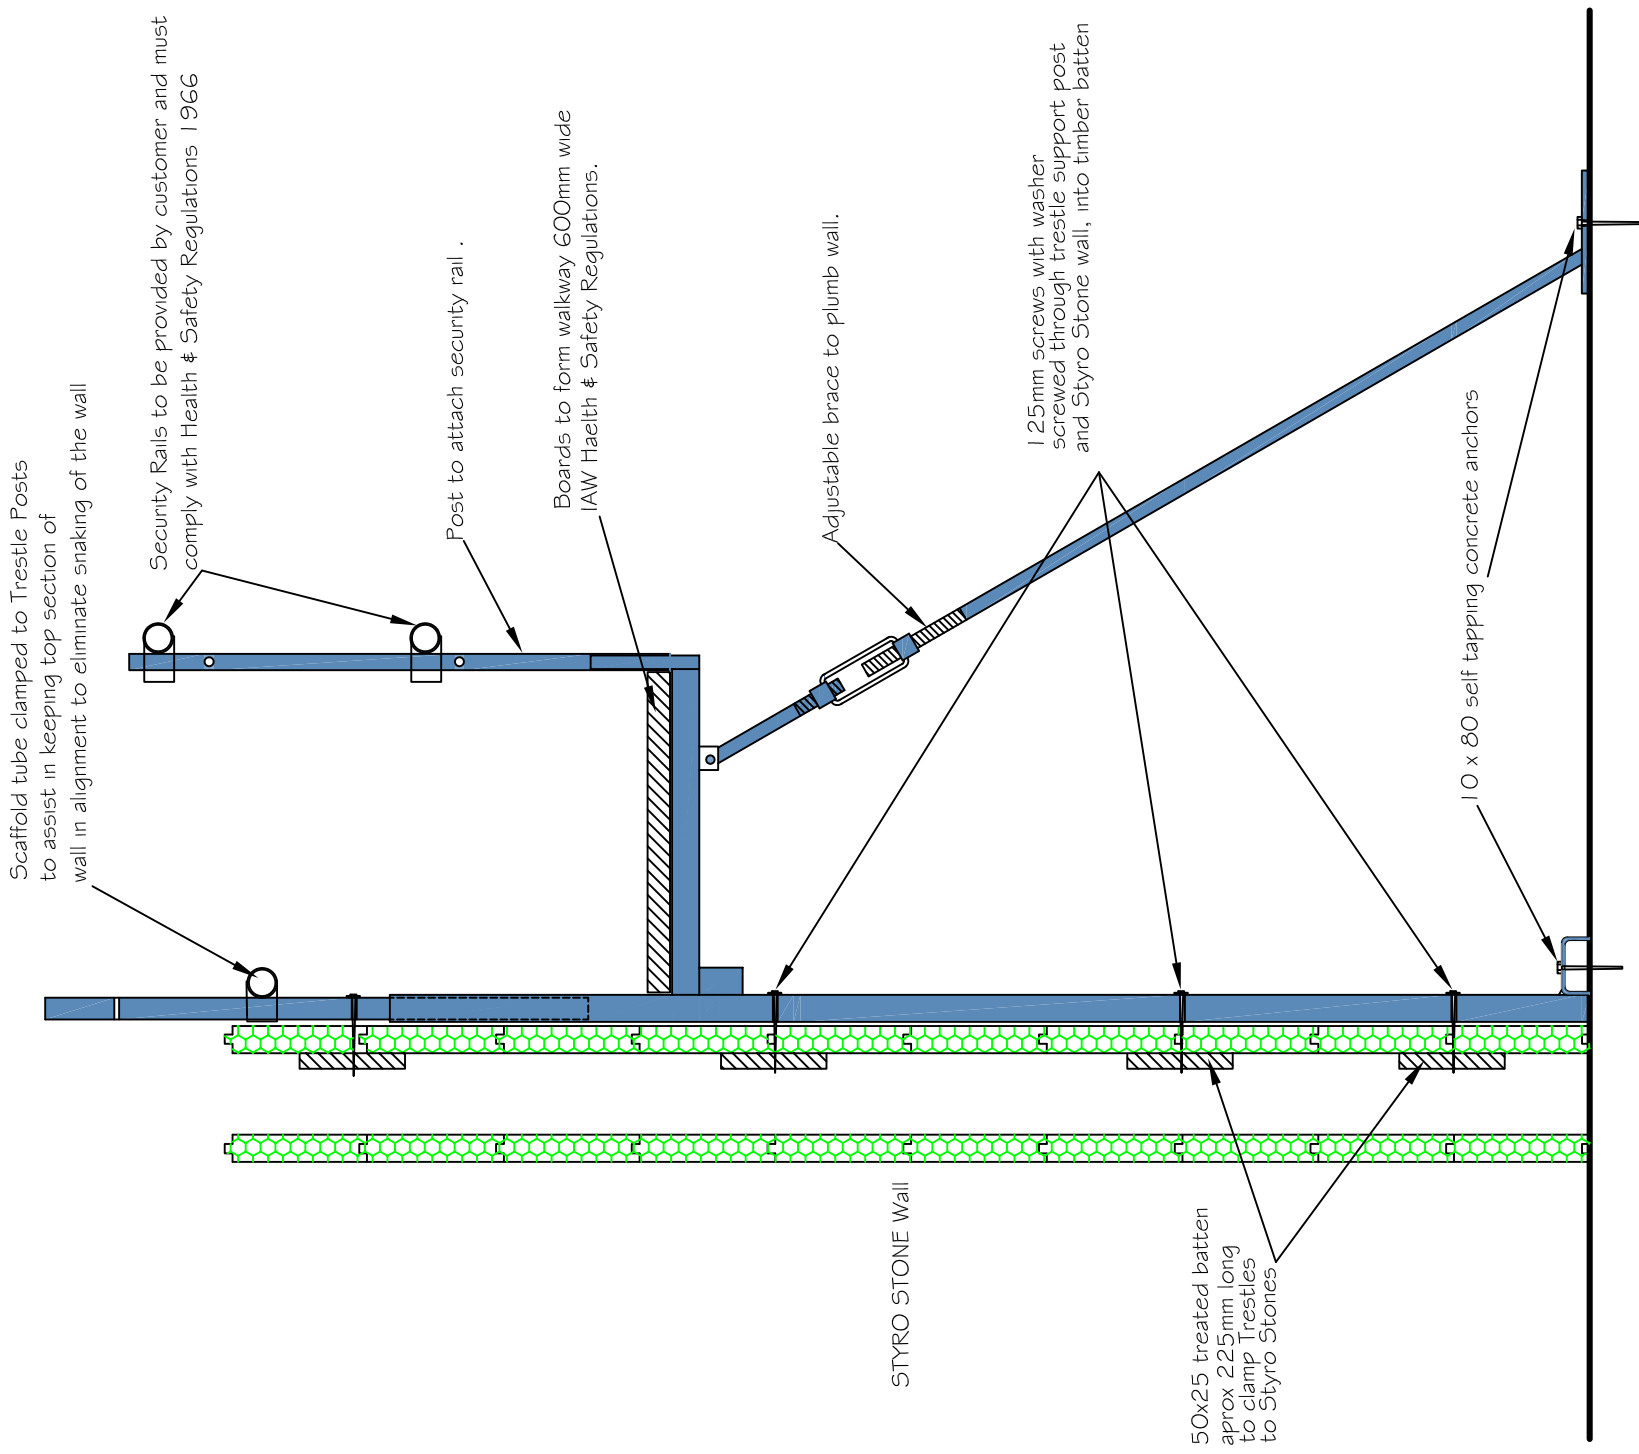 Scaffold tube clamped to Trestle Posts
to assist in keeping top section of
wall in alignment to eliminate snaking of the wall
Security Rails to be provided by customer and must
comply with Health & Safety Regulations 1966
Post to attach security rail .
Boards to form walkway 600mm wide
IAW Haelth & Safety Regulations.
Adjustable brace to plumb wall.
125mm screws with washer
screwed through trestle support post
and Styro Stone wall, into timber batten
10 x 80 self tapping concrete anchors
STYRO STONE Wall
50x25 treated batten
aprox 225mm long
to clamp Trestles
to Styro Stones